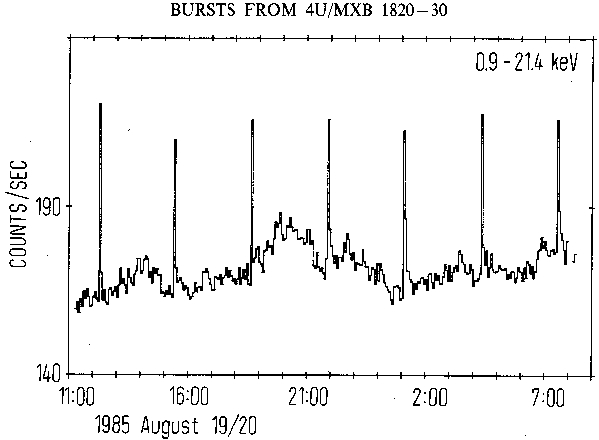 BURSTS FROM 4U/MXB 1820–30
0.9 – 21.4 keV
COUNTS/SEC
190
140
11:00 16:00 21:00 2:00 7:00
1985 August 19/20